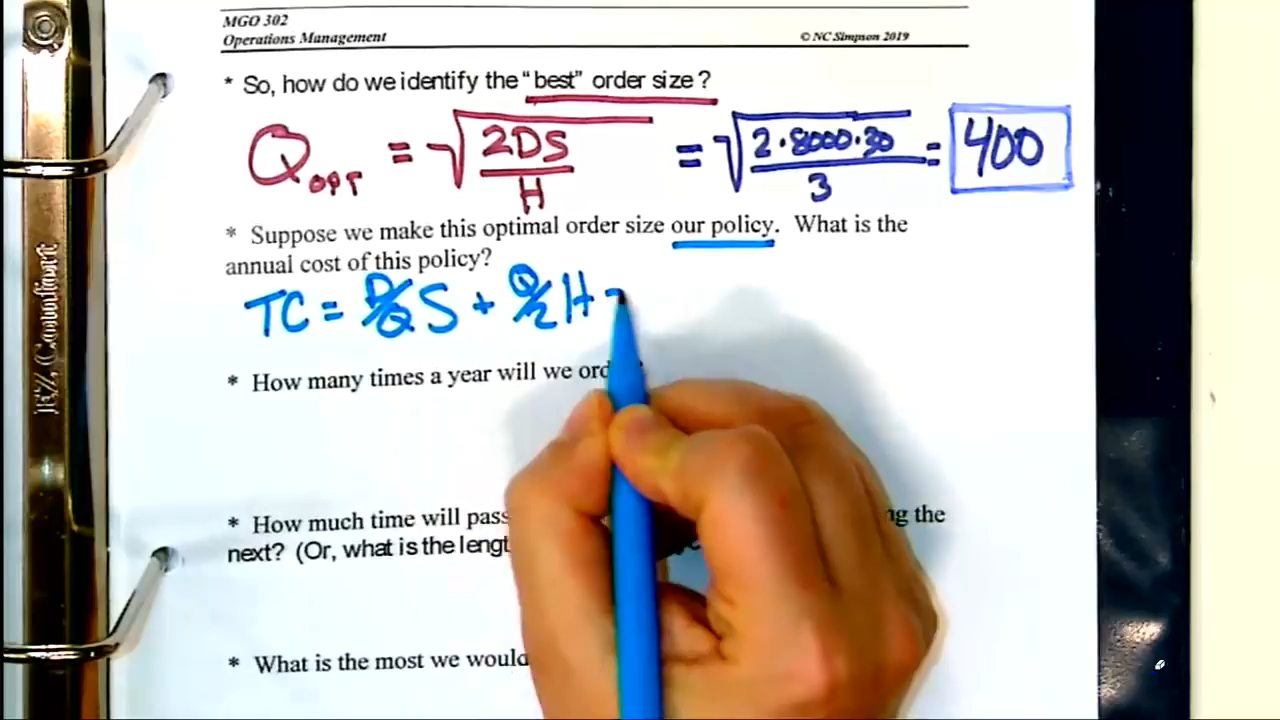 MGO 302
Operations Management © NC Simpson 2019
* So, how do we identify the "best" order size ?
Q OPT = √ 2DS / H = √ 2·8000·30 / 3 = 400
* Suppose we make this optimal order size our policy. What is the
annual cost of this policy?
TC = D/Q S + Q/2 H
* How many times a year will we
* How much time will pass ng the
next? (Or, what is the
* What is the most we would
EZ Comfort